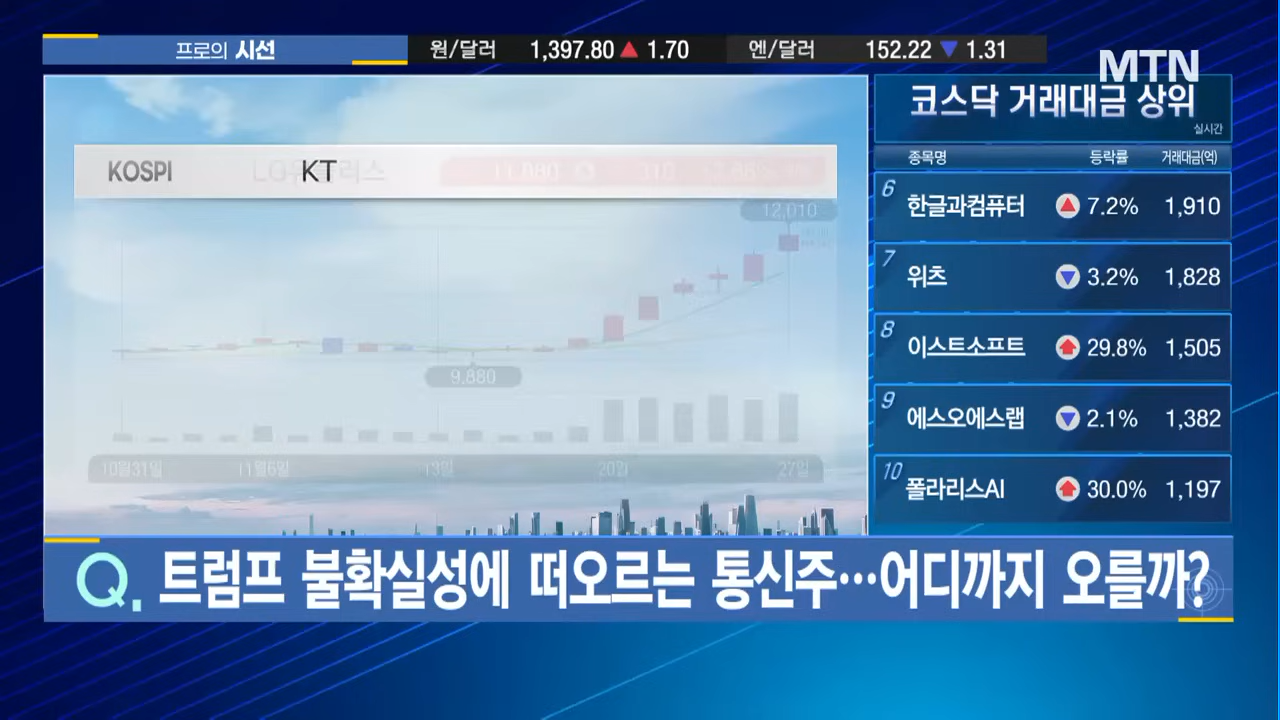 프로의 시선
원/달러 1,397.80 ▲ 1.70 엔/달러 152.22 ▼ 1.31
MTN
코스닥 거래대금 상위
실시간
종목명 등락률 거래대금(억)
6 한글과컴퓨터 7.2% 1,910
7 위츠 3.2% 1,828
8 이스트소프트 29.8% 1,505
9 에스오에스랩 2.1% 1,382
10 폴라리스AI 30.0% 1,197
KOSPI KT
11,880 310
12,010
9,880
10월31일 11월6일 13일 20일 27일
Q. 트럼프 불확실성에 떠오르는 통신주…어디까지 오를까?